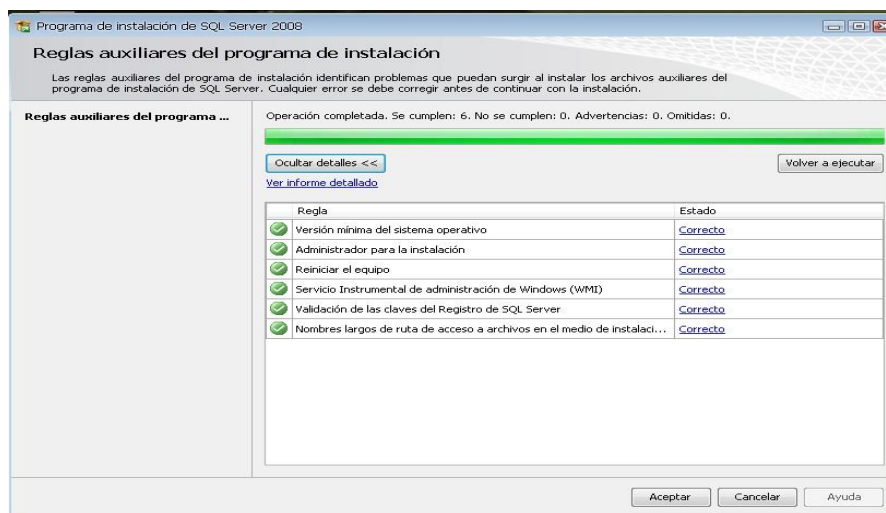 Programa de instalación de SQL Server 2008
Reglas auxiliares del programa de instalación
Las reglas auxiliares del programa de instalación identifican problemas que puedan surgir al instalar los archivos auxiliares del
programa de instalación de SQL Server. Cualquier error se debe corregir antes de continuar con la instalación.
Reglas auxiliares del programa ...
Operación completada. Se cumplen: 6. No se cumplen: 0. Advertencias: 0. Omitidas: 0.
Ocultar detalles <<
Volver a ejecutar
Ver informe detallado
Regla Estado
Versión mínima del sistema operativo Correcto
Administrador para la instalación Correcto
Reiniciar el equipo Correcto
Servicio Instrumental de administración de Windows (WMI) Correcto
Validación de las claves del Registro de SQL Server Correcto
Nombres largos de ruta de acceso a archivos en el medio de instalaci... Correcto
Aceptar Cancelar Ayuda